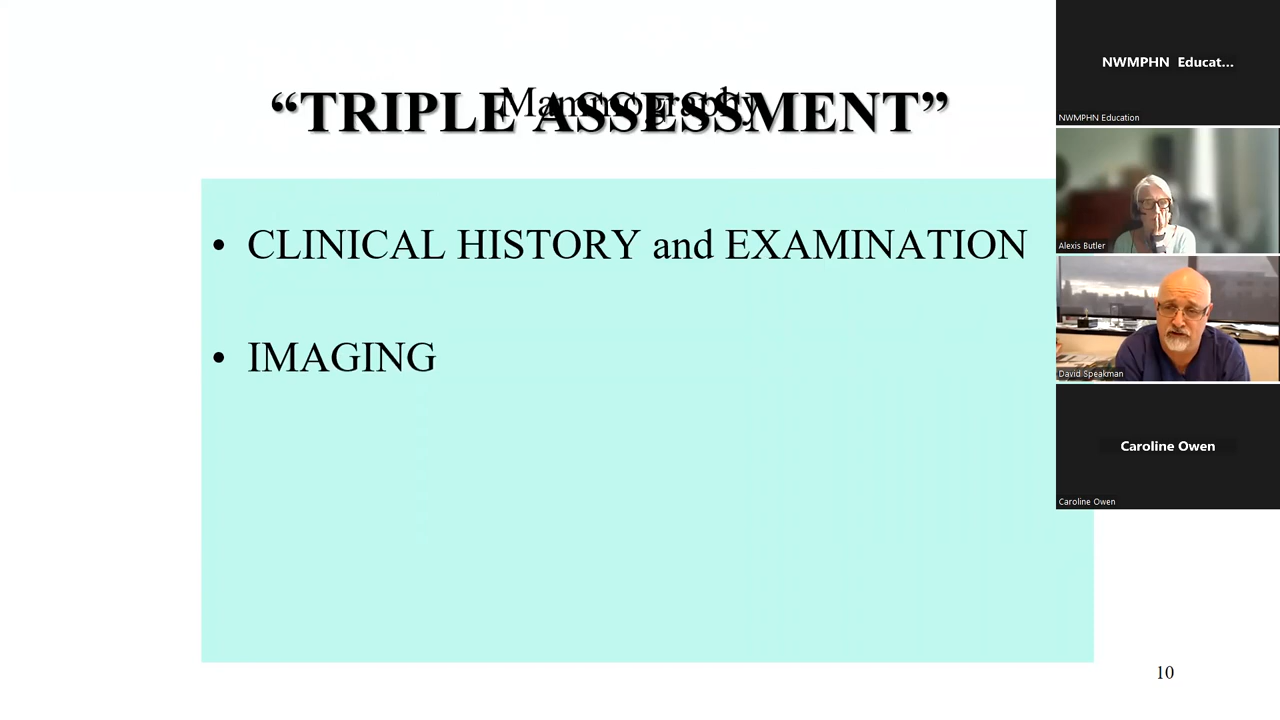 Mammography
“TRIPLE ASSESSMENT”
• CLINICAL HISTORY and EXAMINATION
• IMAGING
10
NWMPHN Educat...
NWMPHN Education
Alexis Butler
David Speakman
Caroline Owen
Caroline Owen